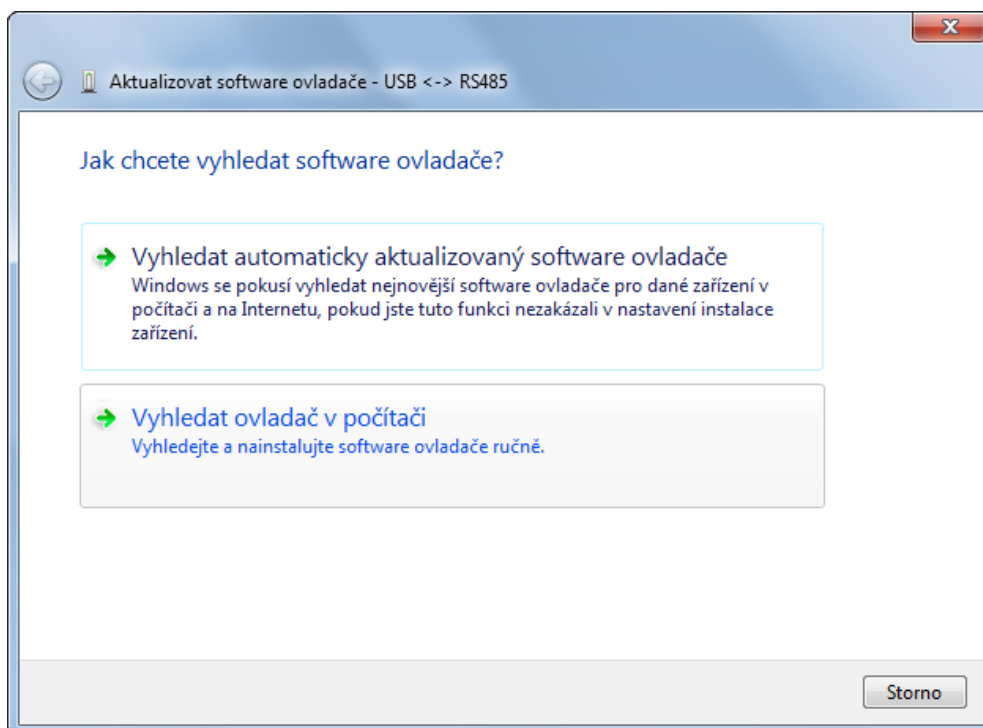 Aktualizovat software ovladače - USB <-> RS485
Jak chcete vyhledat software ovladače?
Vyhledat automaticky aktualizovaný software ovladače
Windows se pokusí vyhledat nejnovější software ovladače pro dané zařízení v
počítači a na Internetu, pokud jste tuto funkci nezakázali v nastavení instalace
zařízení.
Vyhledat ovladač v počítači
Vyhledejte a nainstalujte software ovladače ručně.
Storno